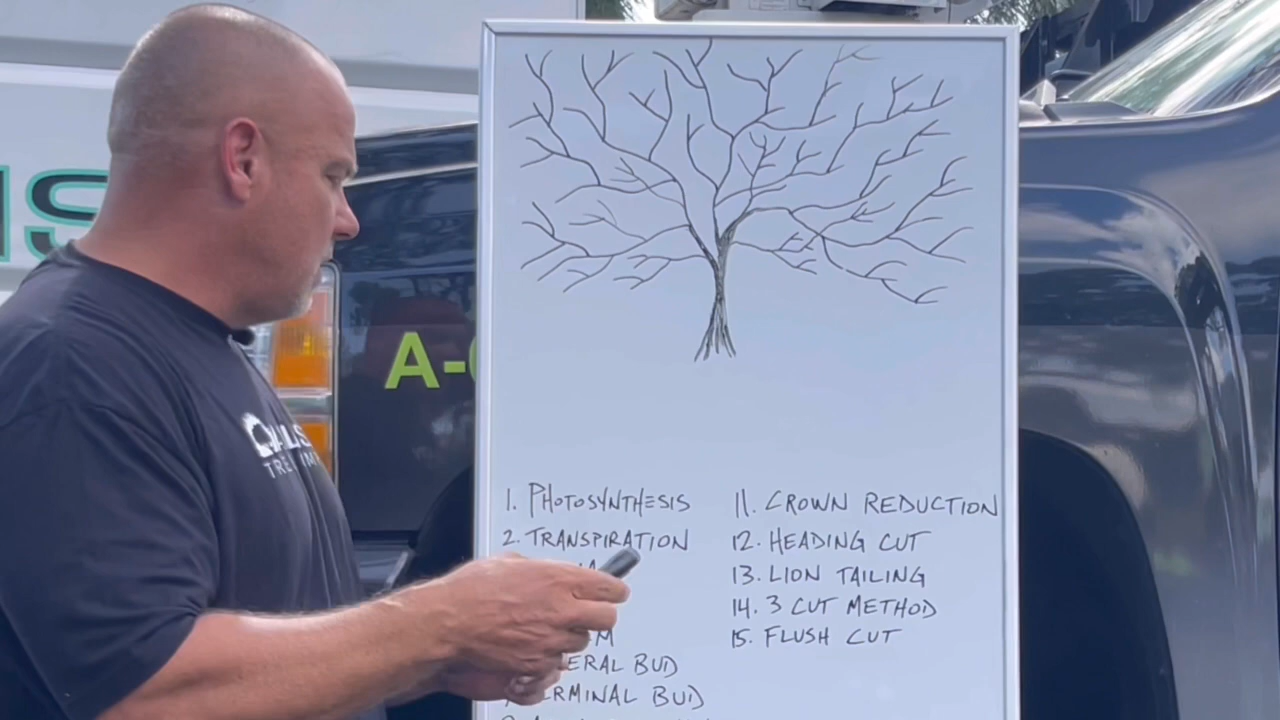 A-
1. PHOTOSYNTHESIS
2. TRANSPIRATION
ERAL BUD
ERMINAL BUD
11. CROWN REDUCTION
12. HEADING CUT
13. LION TAILING
14. 3 CUT METHOD
15. FLUSH CUT